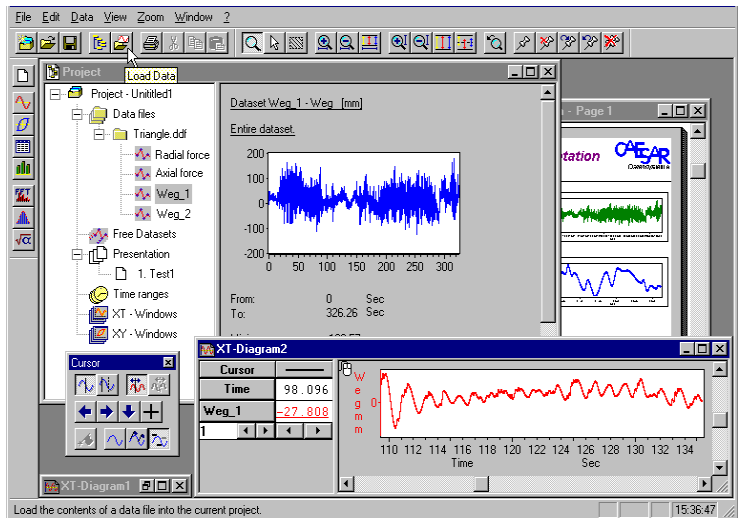 File Edit Data View Zoom Window ?
Project
Load Data
Project - Untitled1
Data files
Triangle.ddf
Radial force
Axial force
Weg_1
Weg_2
Free Datasets
Presentation
1. Test1
Time ranges
XT - Windows
XY - Windows
Dataset Weg_1 - Weg [mm]
Entire dataset.
200
100
0
-100
-200
0 50 100 150 200 250 300
From: 0 Sec
To: 326.26 Sec
- Page 1
tation
CAESAR
FFT
√α
Cursor
XT-Diagram2
Cursor
Time 98.096
Weg_1 -27.808
1
Weg mm
0
110 112 114 116 118 120 122 124 126 128 130 132 134
Time Sec
XT-Diagram1
Load the contents of a data file into the current project.
15:36:47